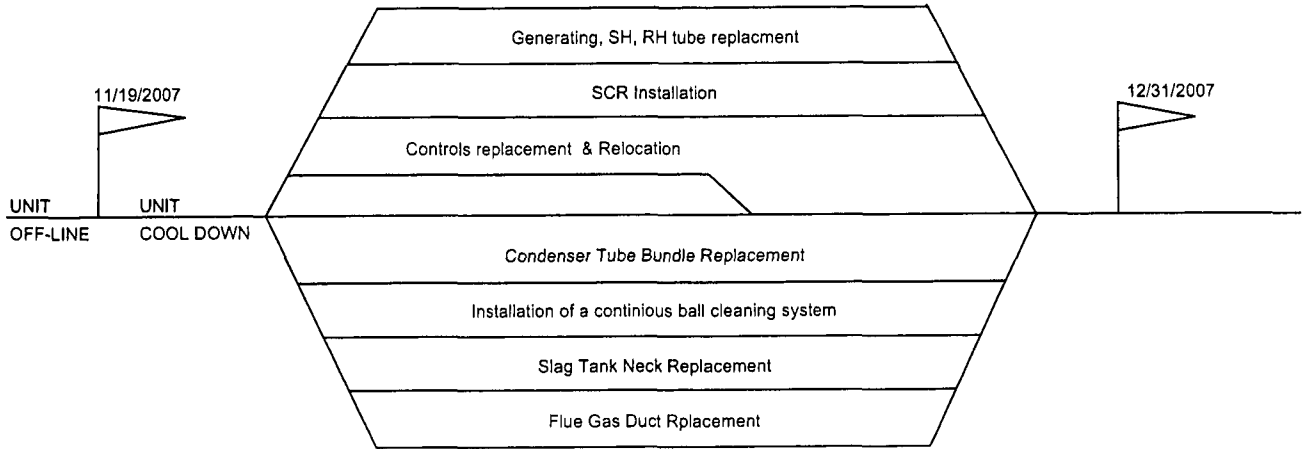 Generating, SH, RH tube replacment
SCR Installation
11/19/2007
12/31/2007
Controls replacement & Relocation
UNIT
OFF-LINE
UNIT
COOL DOWN
Condenser Tube Bundle Replacement
Installation of a continious ball cleaning system
Slag Tank Neck Replacement
Flue Gas Duct Rplacement